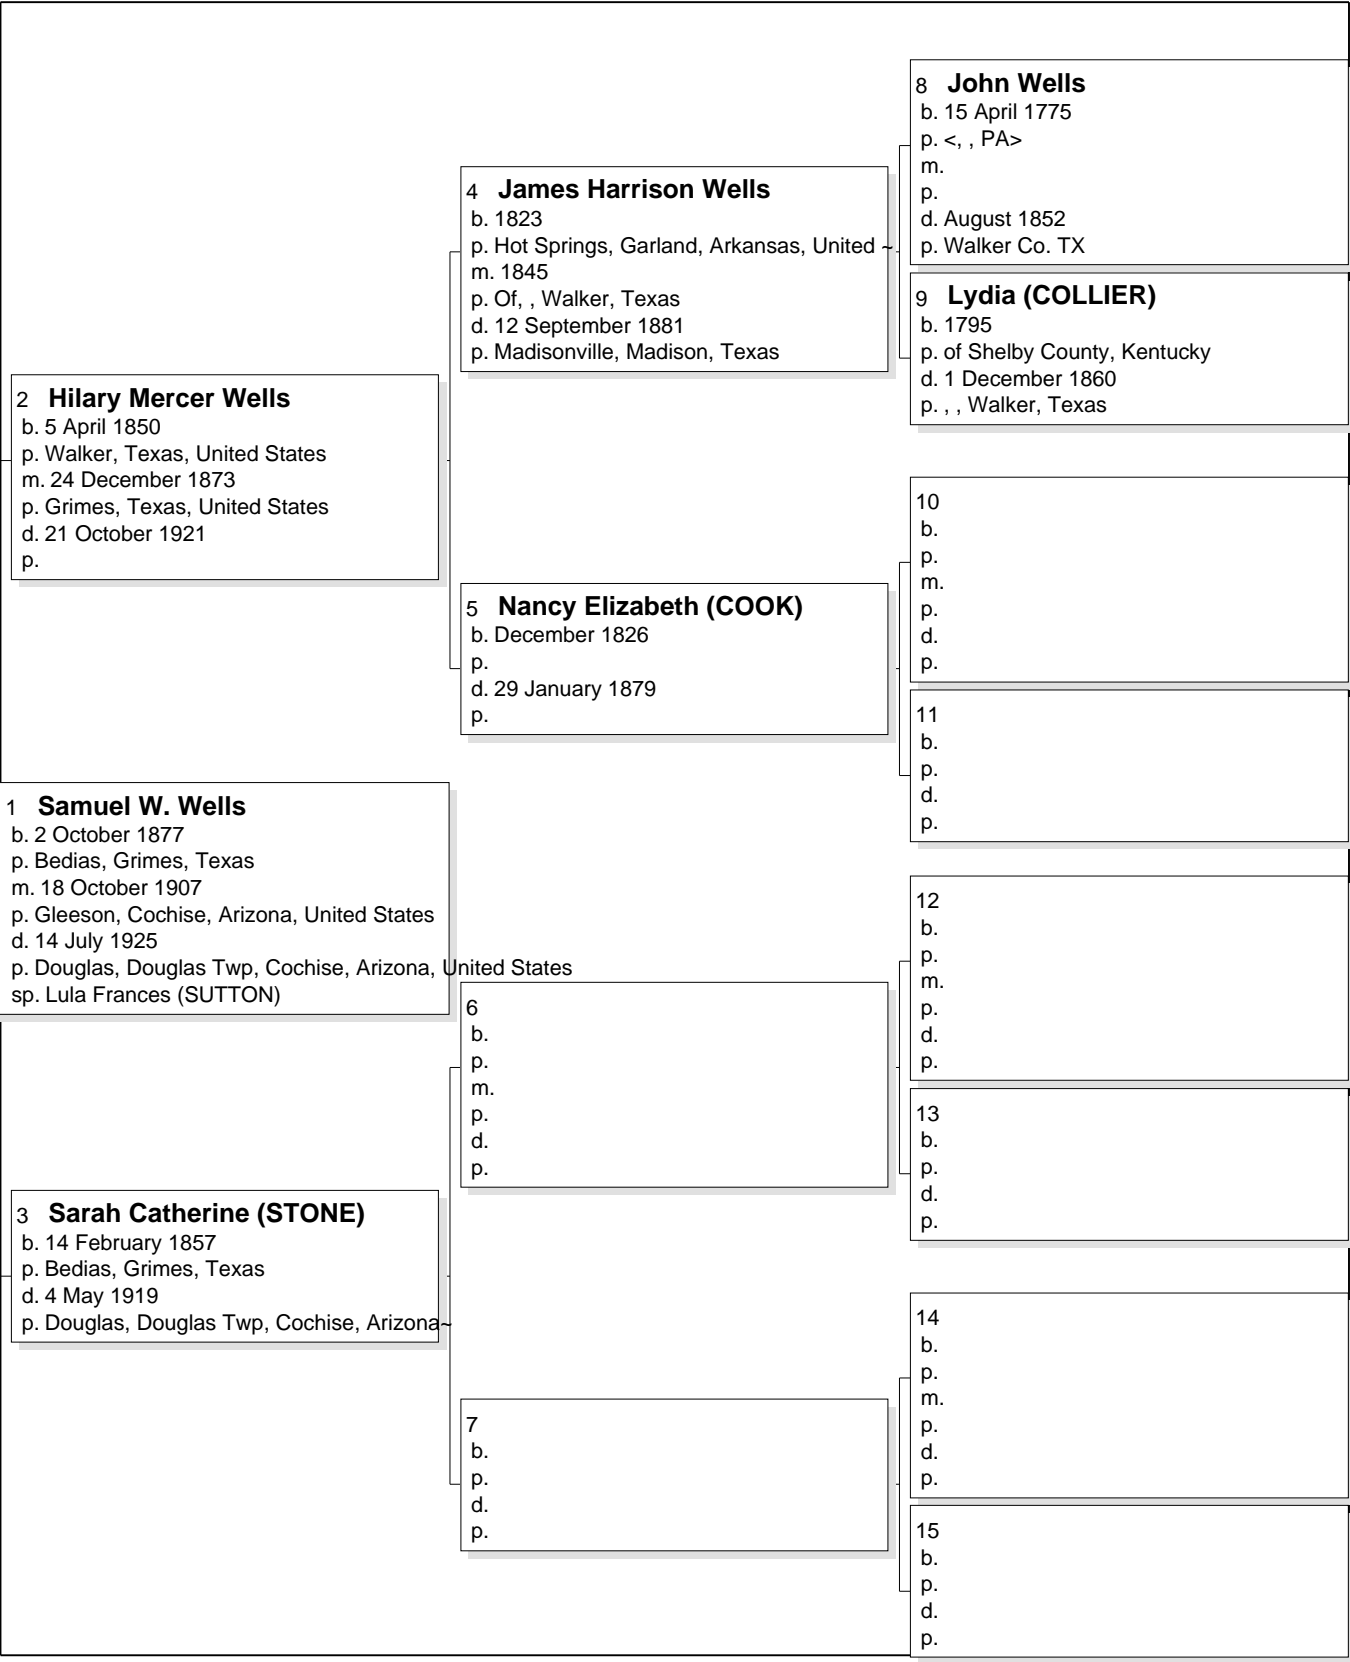 8 John Wells
b. 15 April 1775
p. <, , PA>
m.
p.
d. August 1852
p. Walker Co. TX
4 James Harrison Wells
b. 1823
p. Hot Springs, Garland, Arkansas, United ~
m. 1845
p. Of, , Walker, Texas
d. 12 September 1881
p. Madisonville, Madison, Texas
9 Lydia (COLLIER)
b. 1795
p. of Shelby County, Kentucky
d. 1 December 1860
p. , , Walker, Texas
2 Hilary Mercer Wells
b. 5 April 1850
p. Walker, Texas, United States
m. 24 December 1873
p. Grimes, Texas, United States
d. 21 October 1921
p.
10
b.
p.
m.
p.
d.
p.
5 Nancy Elizabeth (COOK)
b. December 1826
p.
d. 29 January 1879
p.
11
b.
p.
d.
p.
1 Samuel W. Wells
b. 2 October 1877
p. Bedias, Grimes, Texas
m. 18 October 1907
p. Gleeson, Cochise, Arizona, United States
d. 14 July 1925
p. Douglas, Douglas Twp, Cochise, Arizona, United States
sp. Lula Frances (SUTTON)
12
b.
p.
m.
p.
d.
p.
6
b.
p.
m.
p.
d.
p.
13
b.
p.
d.
p.
3 Sarah Catherine (STONE)
b. 14 February 1857
p. Bedias, Grimes, Texas
d. 4 May 1919
p. Douglas, Douglas Twp, Cochise, Arizona~
14
b.
p.
m.
p.
d.
p.
7
b.
p.
d.
p.
15
b.
p.
d.
p.